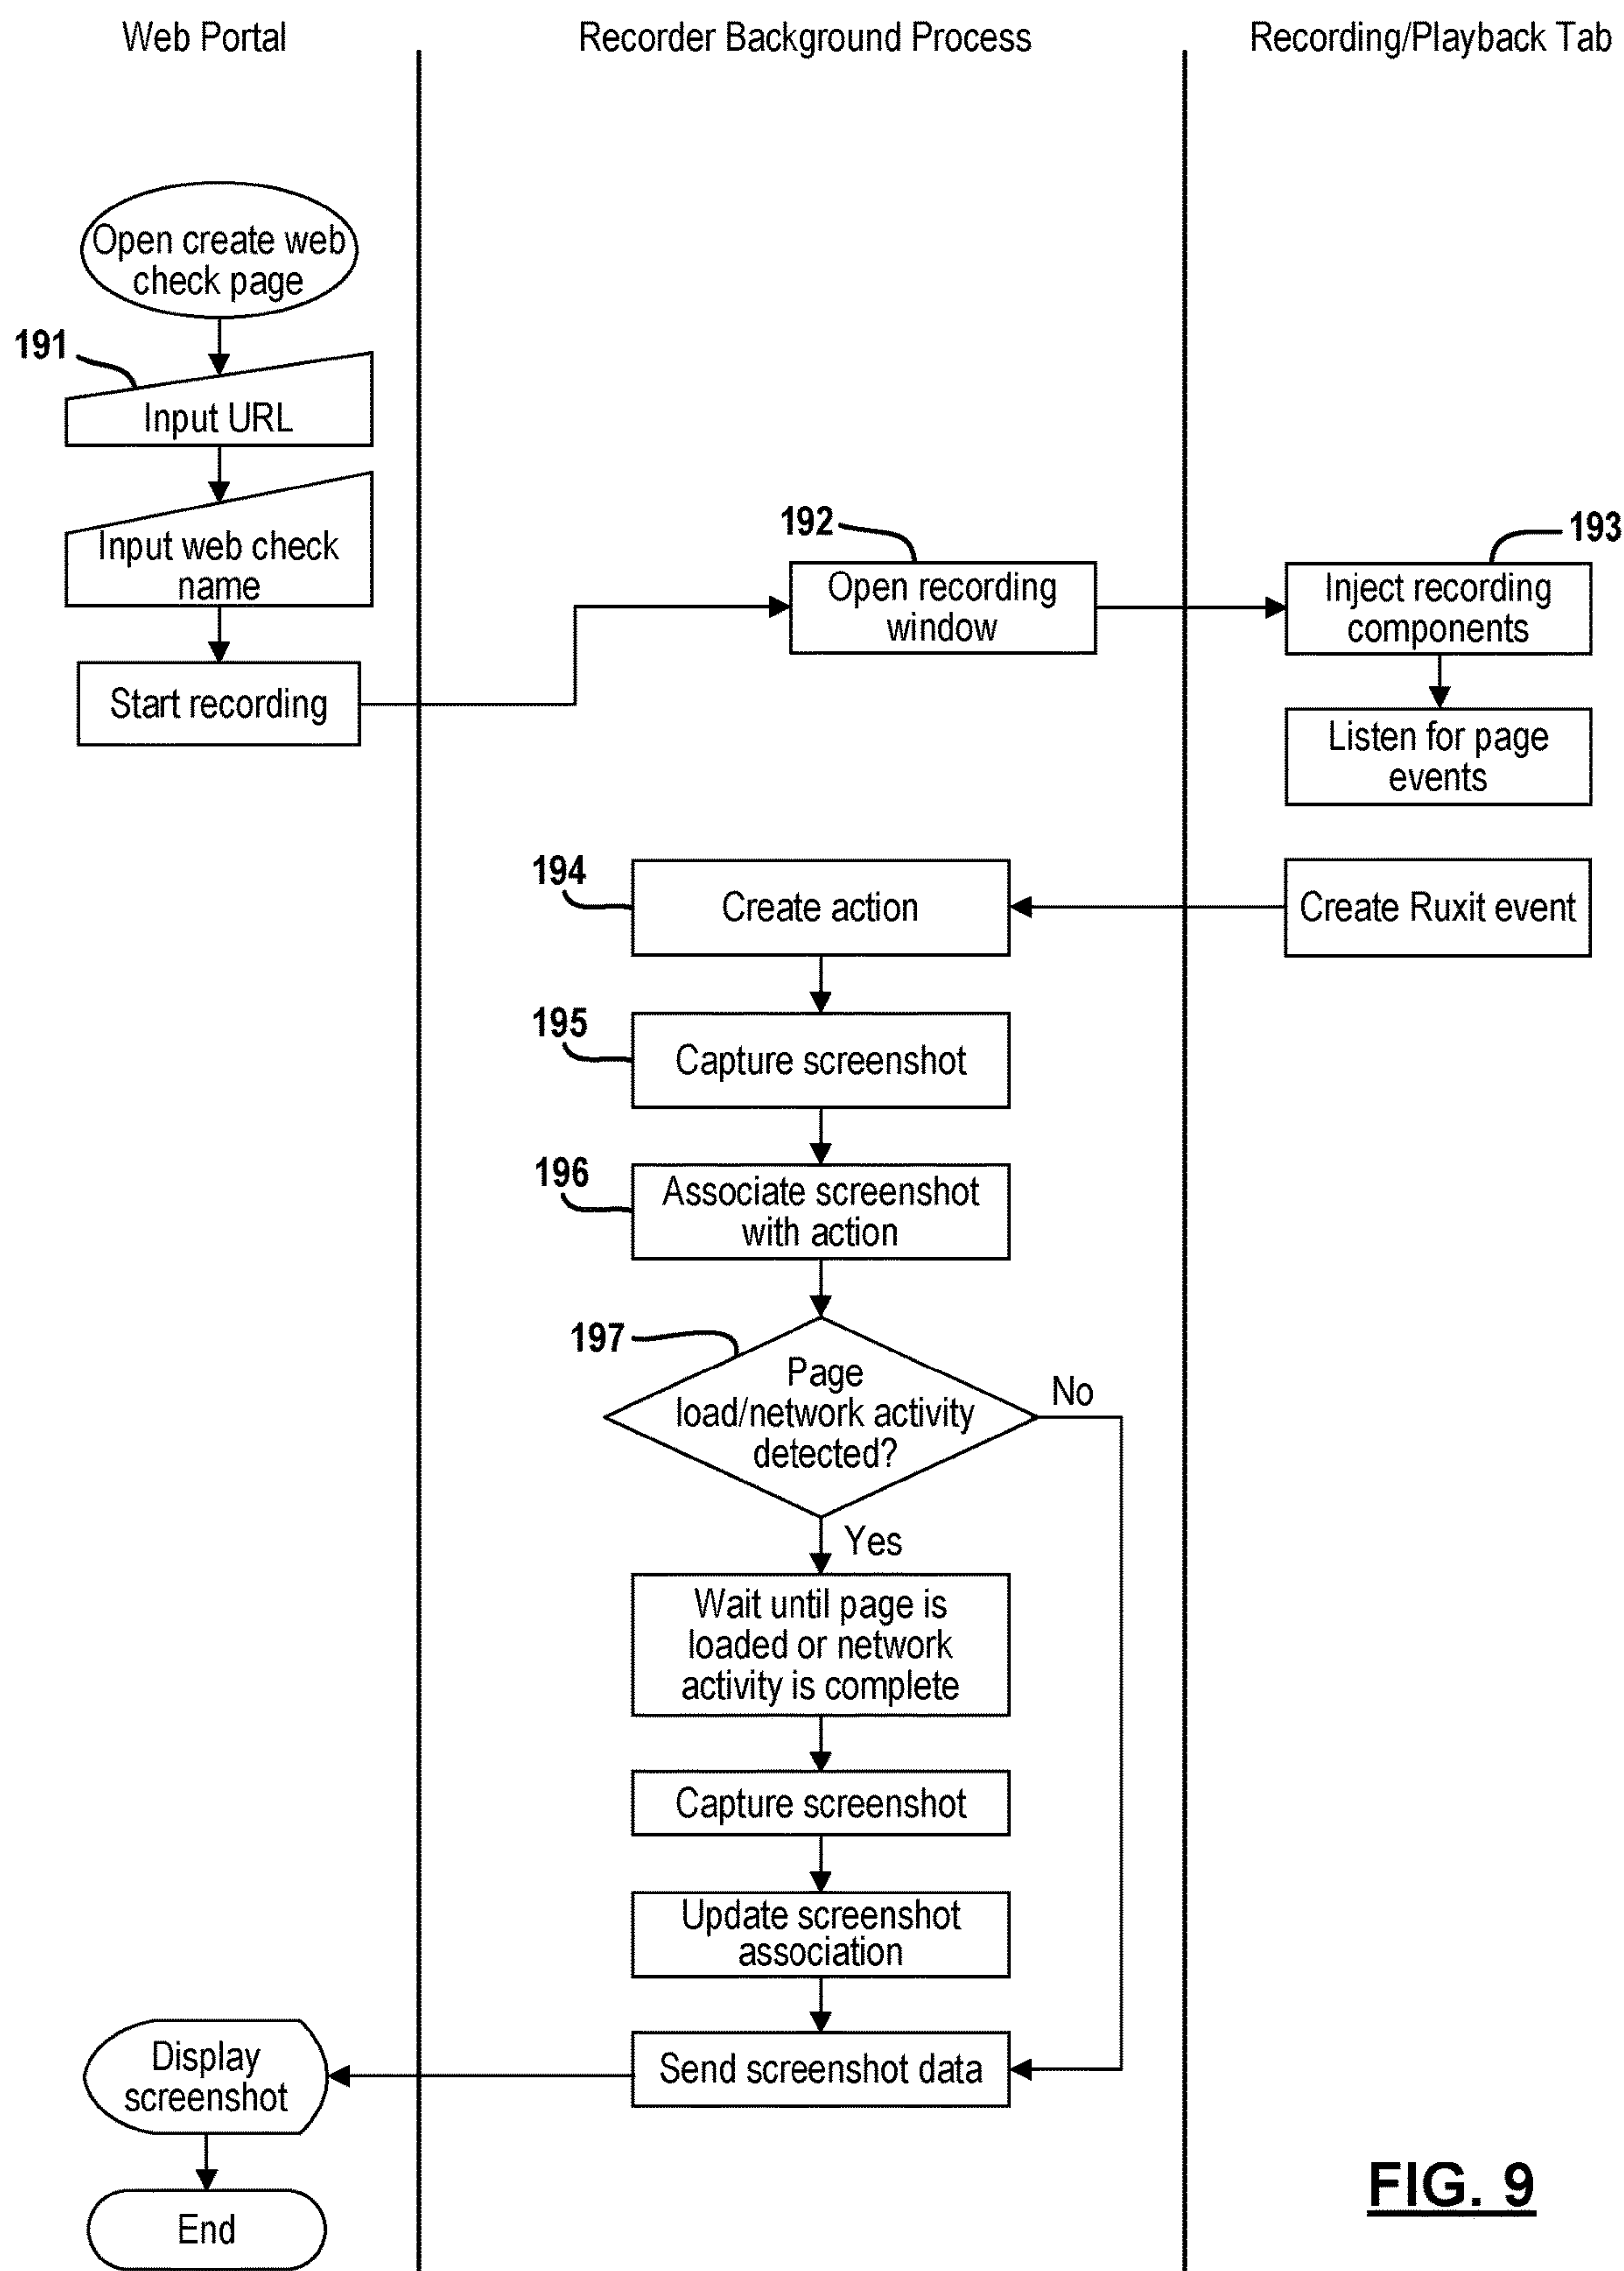 Web Portal
Recorder Background Process
Recording/Playback Tab
Open create web
check page
191
Input URL
Input web check
name
Start recording
192
Open recording
window
193
Inject recording
components
Listen for page
events
Create Ruxit event
194
Create action
195
Capture screenshot
196
Associate screenshot
with action
197
Page
load/network activity
detected?
No
Yes
Wait until page is
loaded or network
activity is complete
Capture screenshot
Update screenshot
association
Send screenshot data
Display
screenshot
End
FIG. 9